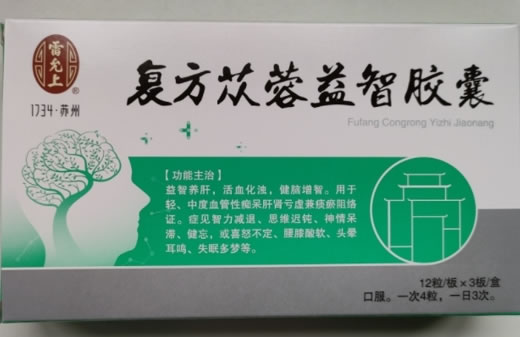 雷允上
®
1734·苏州
复方苁蓉益智胶囊
Fufang Congrong Yizhi Jiaonang
【功能主治】
益智养肝，活血化浊，健脑增智。用于
轻、中度血管性痴呆肝肾亏虚兼痰瘀阻络
证。症见智力减退、思维迟钝、神情呆
滞、健忘，或喜怒不定、腰膝酸软、头晕
耳鸣、失眠多梦等。
12粒/板×3板/盒
口服。一次4粒，一日3次。